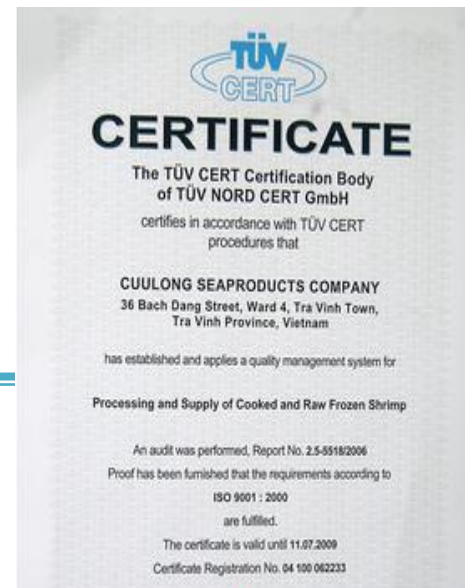 TÜV
CERT
CERTIFICATE
The TÜV CERT Certification Body
of TÜV NORD CERT GmbH
certifies in accordance with TÜV CERT
procedures that
CUULONG SEAPRODUCTS COMPANY
36 Bach Dang Street, Ward 4, Tra Vinh Town,
Tra Vinh Province, Vietnam
has established and applies a quality management system for
Processing and Supply of Cooked and Raw Frozen Shrimp
An audit was performed, Report No. 2.5-5518/2006
Proof has been furnished that the requirements according to
ISO 9001 : 2000
are fulfilled.
The certificate is valid until 11.07.2009
Certificate Registration No. 04 100 062233